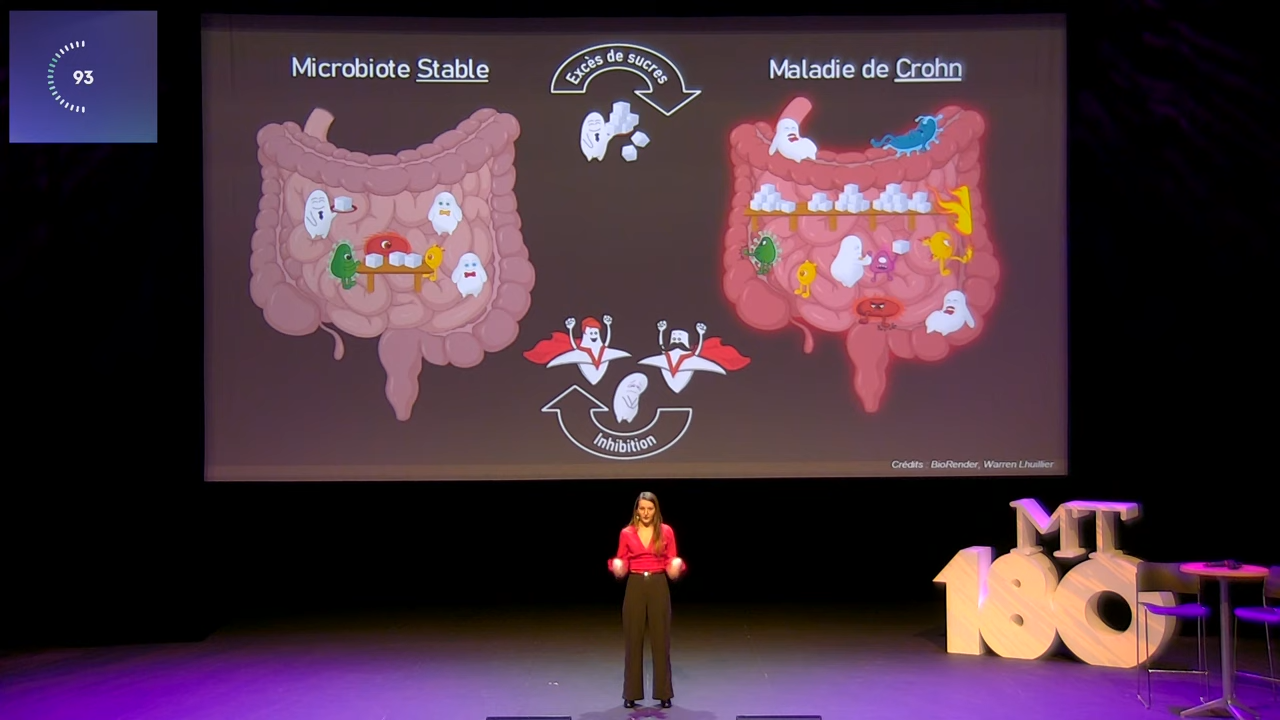 93
Microbiote Stable
Excès de sucres
Maladie de Crohn
Inhibition
Crédits : BioRender, Warren Lhuillier
MT
180